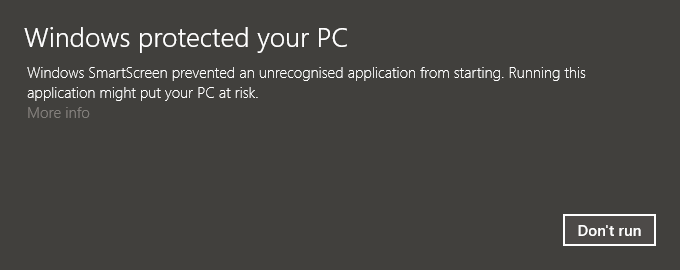 Windows protected your PC
Windows SmartScreen prevented an unrecognised application from starting. Running this
application might put your PC at risk.
More info
Don't run